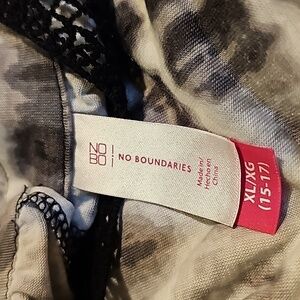 NO
BO
NO BOUNDARIES
Made in/
Hecho en
China
XL/XG
(15-17)